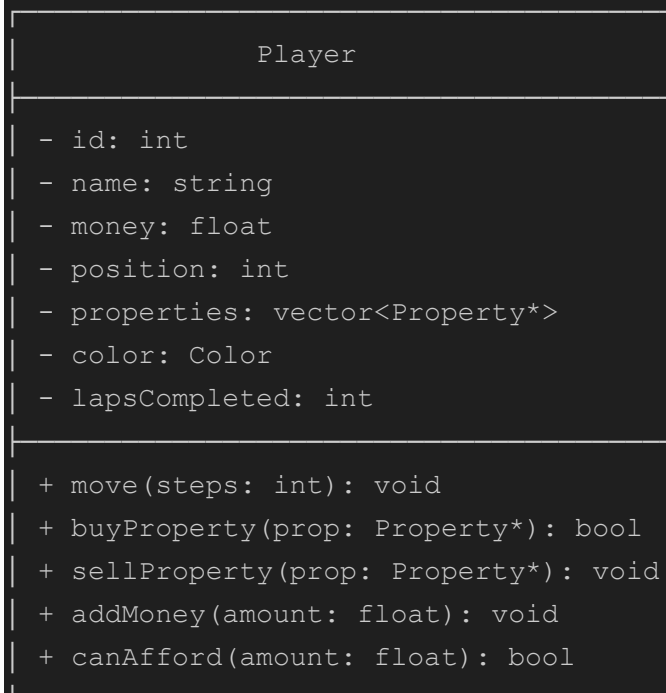 Player
- id: int
- name: string
- money: float
- position: int
- properties: vector<Property*>
- color: Color
- lapsCompleted: int
+ move(steps: int): void
+ buyProperty(prop: Property*): bool
+ sellProperty(prop: Property*): void
+ addMoney(amount: float): void
+ canAfford(amount: float): bool